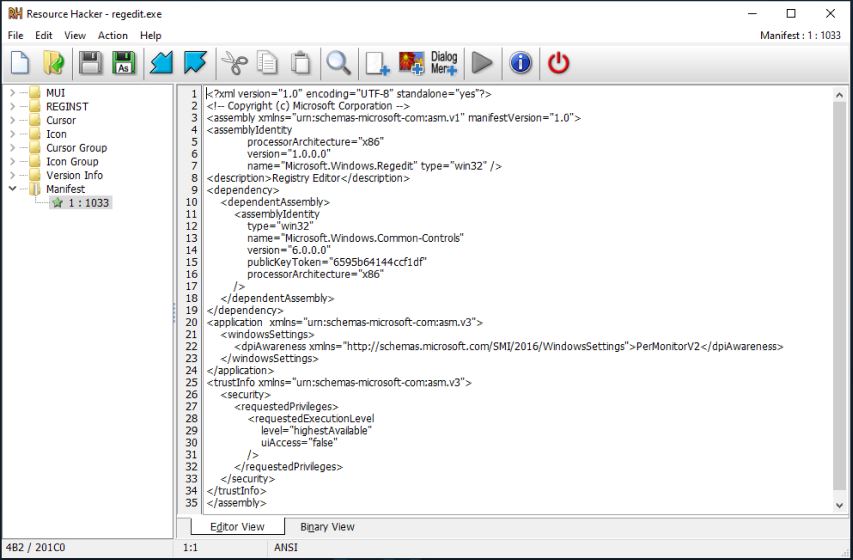 Resource Hacker - regedit.exe
File Edit View Action Help
Manifest : 1 : 1033
As
Dialog
Men
MUI
REGINST
Cursor
Icon
Cursor Group
Icon Group
Version Info
Manifest
1 : 1033
1 <?xml version="1.0" encoding="UTF-8" standalone="yes"?>
2 <!-- Copyright (c) Microsoft Corporation -->
3 <assembly xmlns="urn:schemas-microsoft-com:asm.v1" manifestVersion="1.0">
4 <assemblyIdentity
5 processorArchitecture="x86"
6 version="1.0.0.0"
7 name="Microsoft.Windows.Regedit" type="win32" />
8 <description>Registry Editor</description>
9 <dependency>
10 <dependentAssembly>
11 <assemblyIdentity
12 type="win32"
13 name="Microsoft.Windows.Common-Controls"
14 version="6.0.0.0"
15 publicKeyToken="6595b64144ccf1df"
16 processorArchitecture="x86"
17 />
18 </dependentAssembly>
19 </dependency>
20 <application xmlns="urn:schemas-microsoft-com:asm.v3">
21 <windowsSettings>
22 <dpiAwareness xmlns="http://schemas.microsoft.com/SMI/2016/WindowsSettings">PerMonitorV2</dpiAwareness>
23 </windowsSettings>
24 </application>
25 <trustInfo xmlns="urn:schemas-microsoft-com:asm.v3">
26 <security>
27 <requestedPrivileges>
28 <requestedExecutionLevel
29 level="highestAvailable"
30 uiAccess="false"
31 />
32 </requestedPrivileges>
33 </security>
34 </trustInfo>
35 </assembly>
Editor View Binary View
4B2 / 201C0 1:1 ANSI